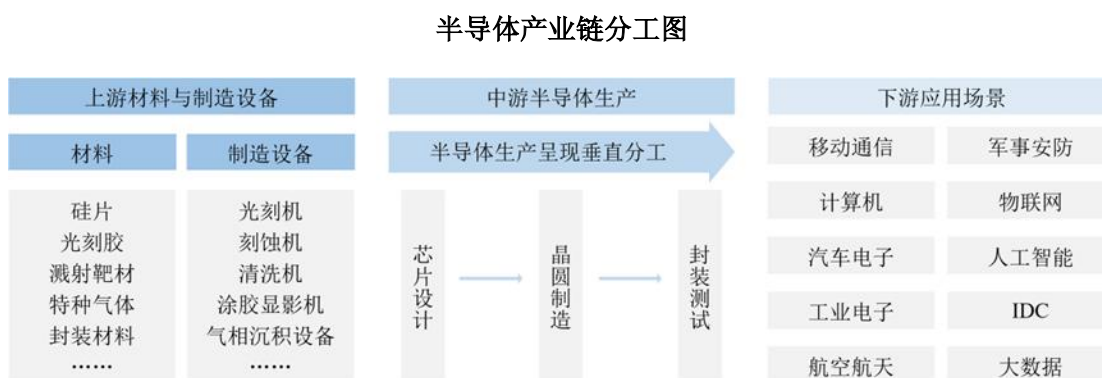 半导体产业链分工图
上游材料与制造设备
材料
制造设备
硅片
光刻胶
溅射靶材
特种气体
封装材料
……
光刻机
刻蚀机
清洗机
涂胶显影机
气相沉积设备
……
中游半导体生产
半导体生产呈现垂直分工
芯片设计
晶圆制造
封装测试
下游应用场景
移动通信
军事安防
计算机
物联网
汽车电子
人工智能
工业电子
IDC
航空航天
大数据